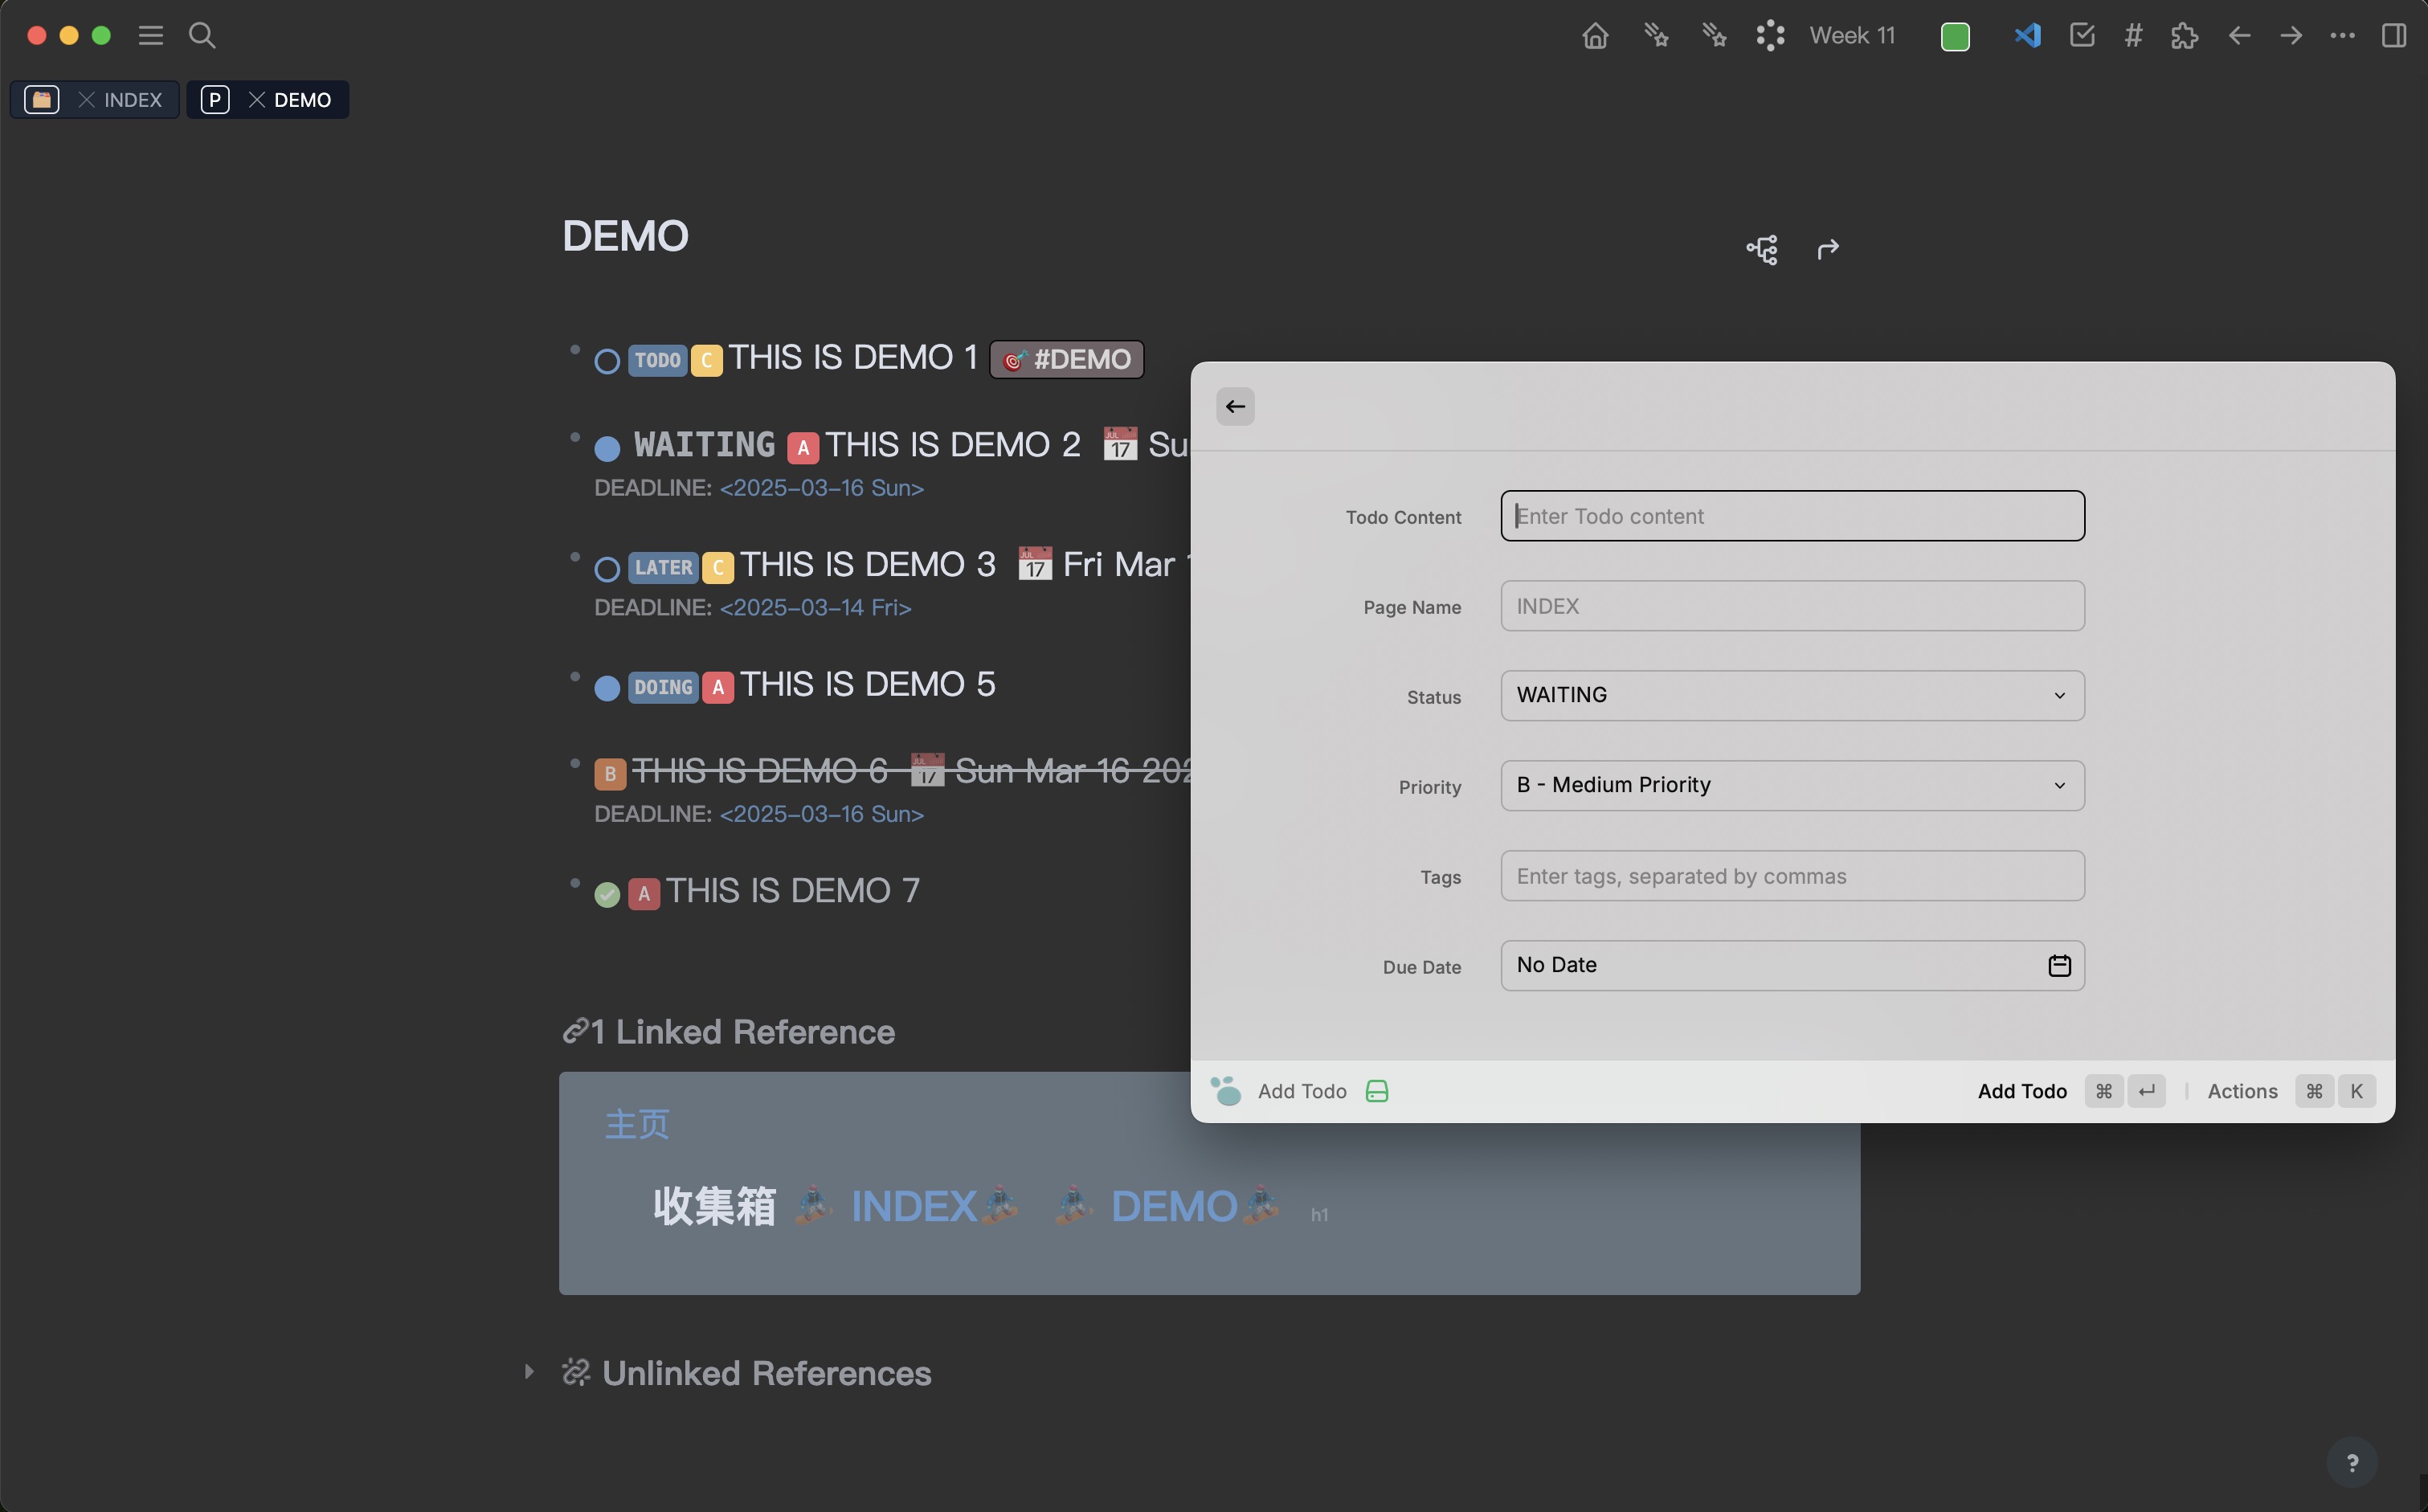 Week 11
INDEX
P DEMO
DEMO
TODO C THIS IS DEMO 1 #DEMO
WAITING A THIS IS DEMO 2 JUL 17 Su
DEADLINE: <2025-03-16 Sun>
LATER C THIS IS DEMO 3 JUL 17 Fri Mar
DEADLINE: <2025-03-14 Fri>
DOING A THIS IS DEMO 5
B THIS IS DEMO 6 JUL 17 Sun Mar 16 202
DEADLINE: <2025-03-16 Sun>
A THIS IS DEMO 7
1 Linked Reference
主页
收集箱 INDEX DEMO h1
Unlinked References
Todo Content Enter Todo content
Page Name INDEX
Status WAITING
Priority B - Medium Priority
Tags Enter tags, separated by commas
Due Date No Date
Add Todo Add Todo ⌘ ↵ Actions ⌘ K
?